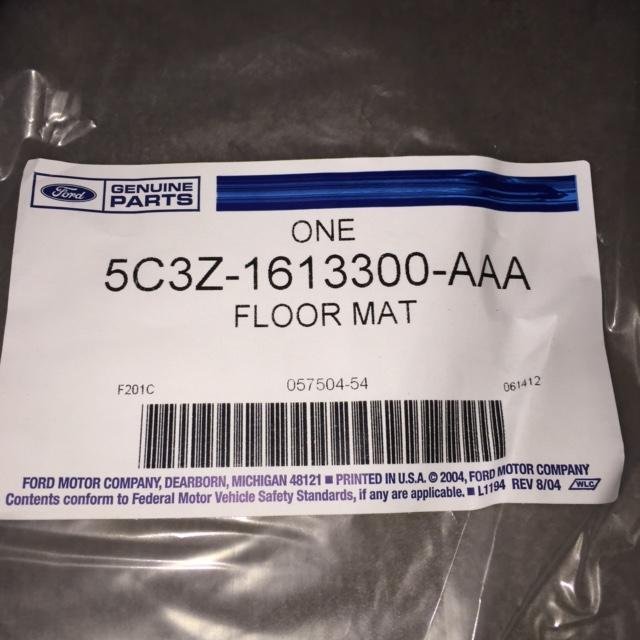 Ford GENUINE PARTS
ONE
5C3Z-1613300-AAA
FLOOR MAT
F201C 057504-54 061412
FORD MOTOR COMPANY, DEARBORN, MICHIGAN 48121 ■ PRINTED IN U.S.A. © 2004, FORD MOTOR COMPANY
Contents conform to Federal Motor Vehicle Safety Standards, if any are applicable. ■ L1194 REV 8/04 WLC